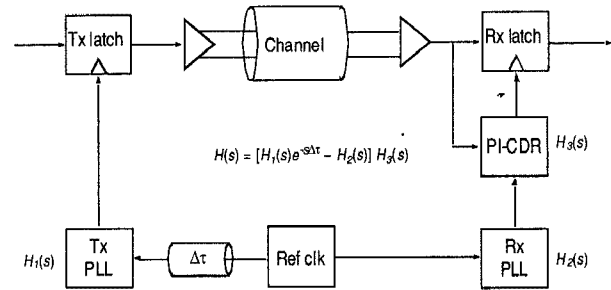 Tx latch
Channel
Rx latch
H(s) = [H₁(s)e^-sΔτ – H₂(s)] H₃(s)
PI-CDR
H₃(s)
H₁(s)
Tx
PLL
Δτ
Ref clk
Rx
PLL
H₂(s)